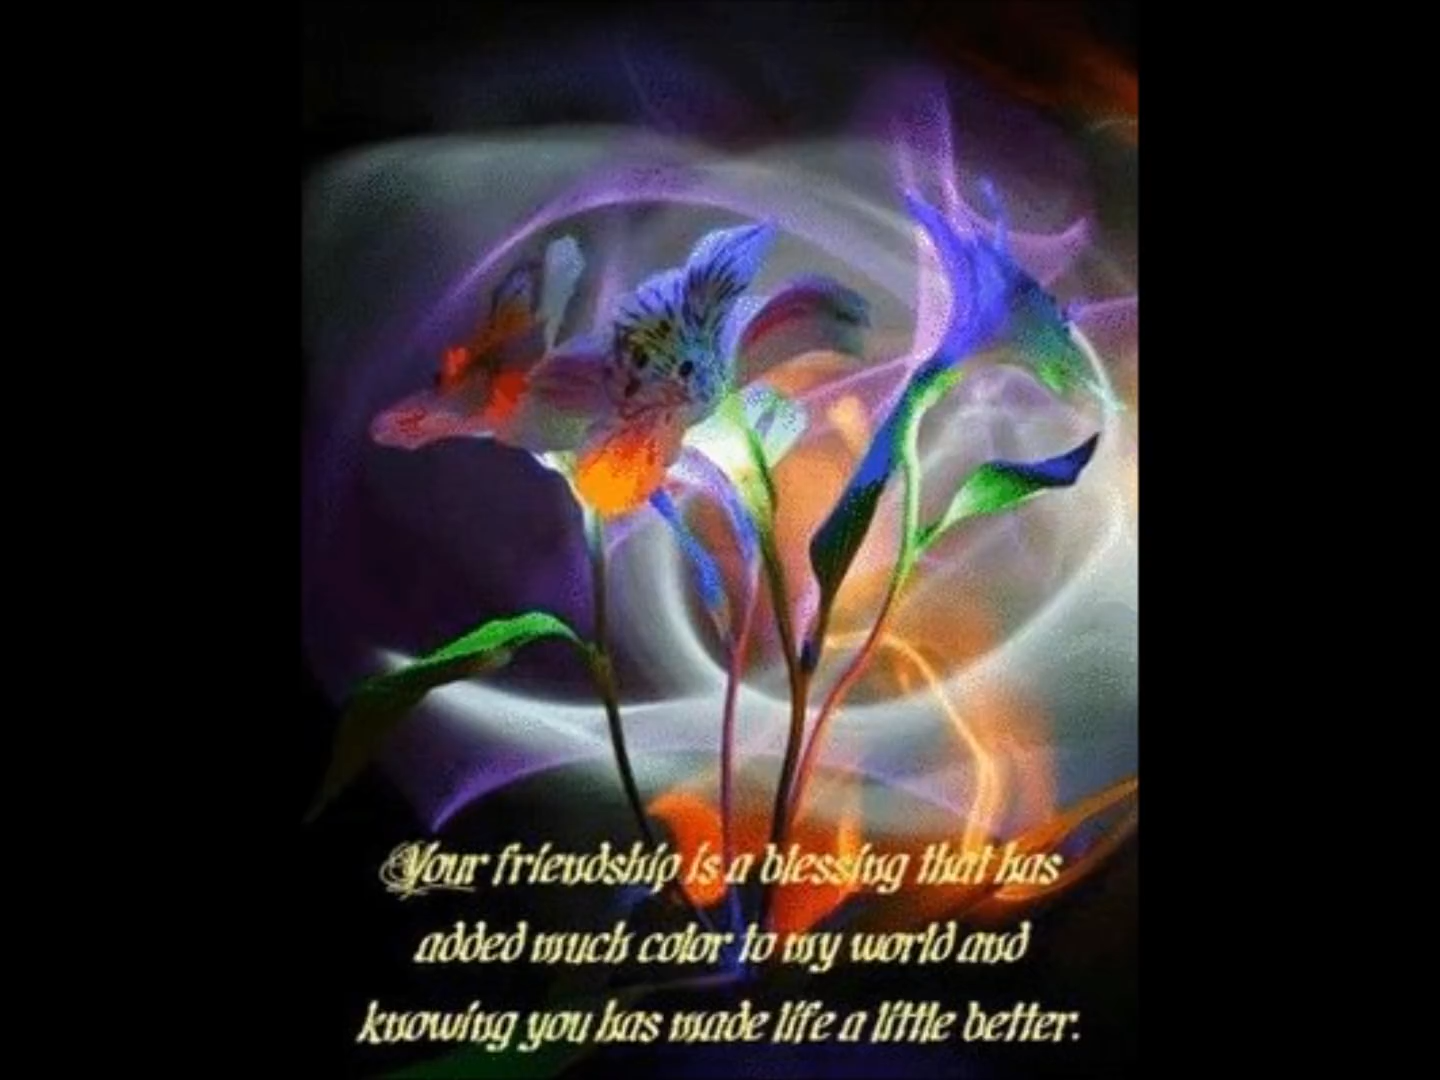 Your friendship is a blessing that has
added much color to my world and
knowing you has made life a little better.